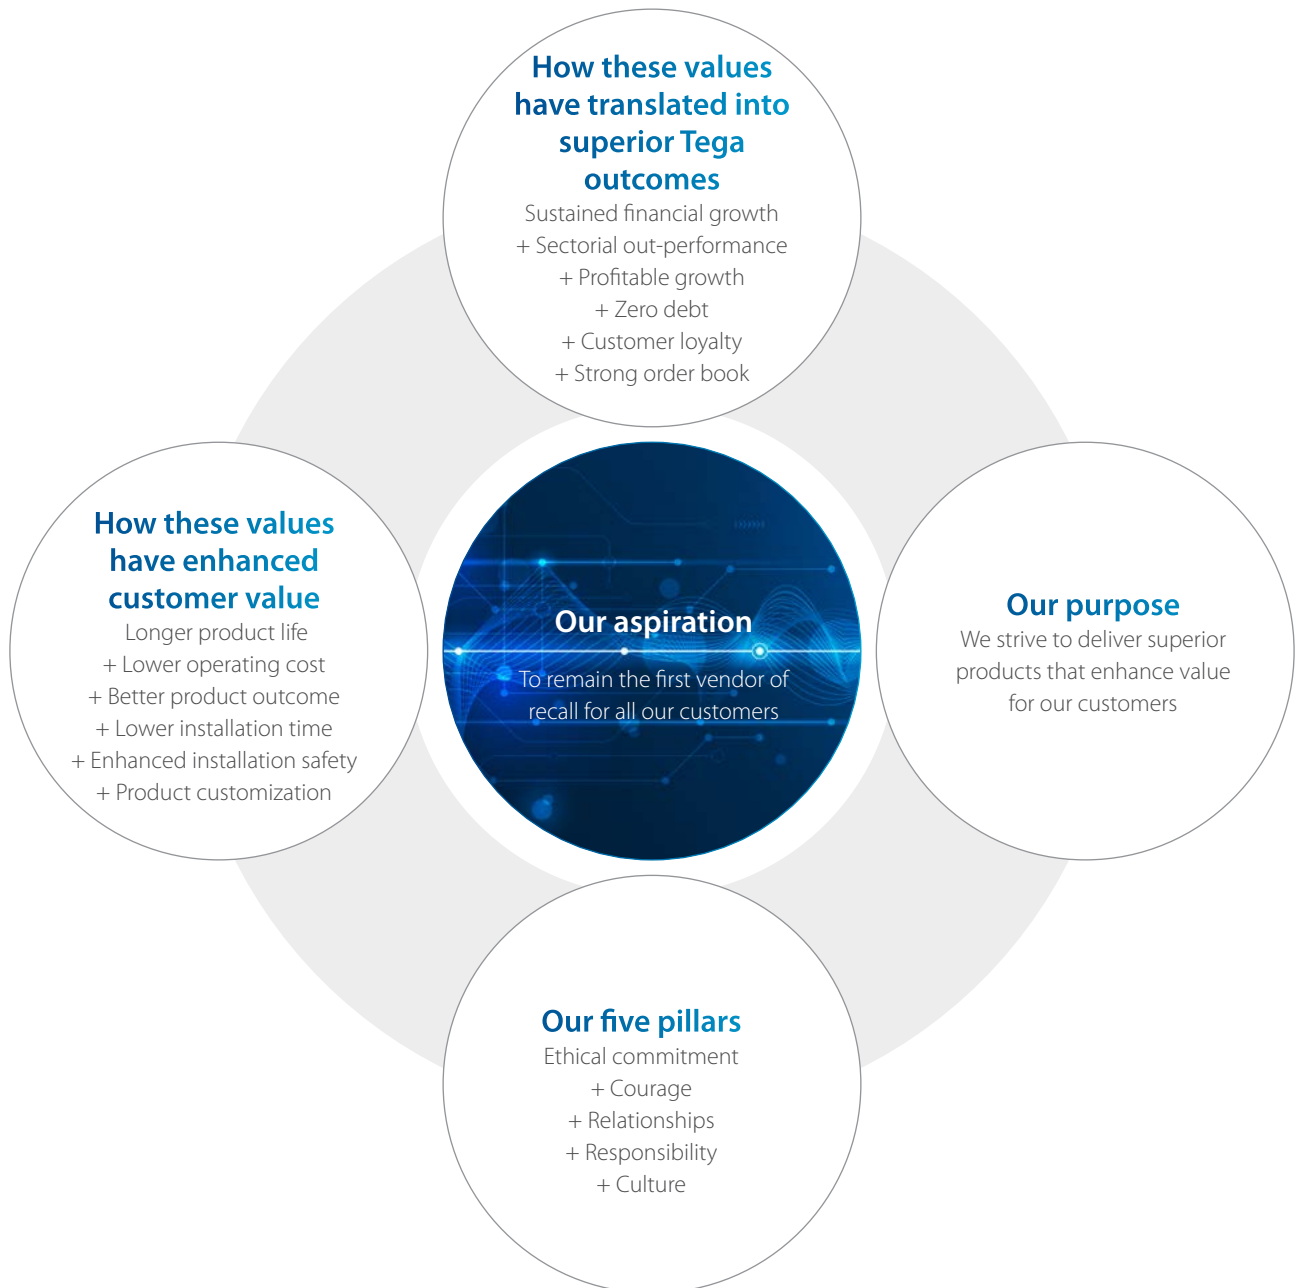 How these values
have translated into
superior Tega
outcomes
Sustained financial growth
+ Sectorial out-performance
+ Profitable growth
+ Zero debt
+ Customer loyalty
+ Strong order book
How these values
have enhanced
customer value
Longer product life
+ Lower operating cost
+ Better product outcome
+ Lower installation time
+ Enhanced installation safety
+ Product customization
Our aspiration
To remain the first vendor of
recall for all our customers
Our purpose
We strive to deliver superior
products that enhance value
for our customers
Our five pillars
Ethical commitment
+ Courage
+ Relationships
+ Responsibility
+ Culture